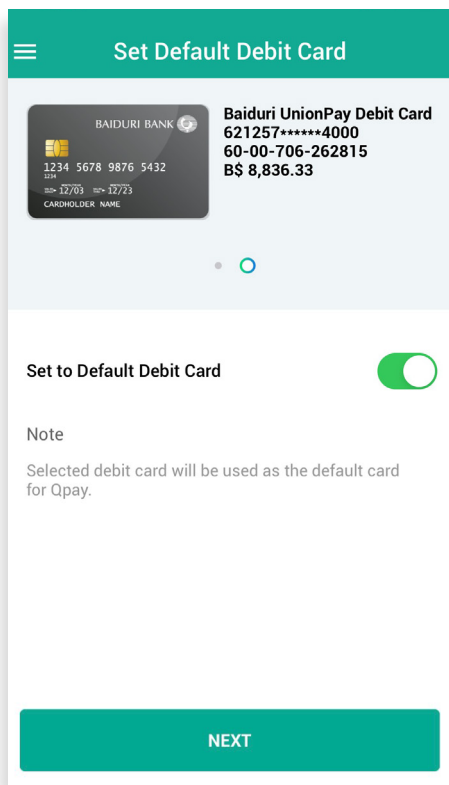 Set Default Debit Card
BAIDURI BANK
1234 5678 9876 5432
1234
12/03 12/23
CARDHOLDER NAME
Baiduri UnionPay Debit Card
621257******4000
60-00-706-262815
B$ 8,836.33
Set to Default Debit Card
Note
Selected debit card will be used as the default card
for Qpay.
NEXT